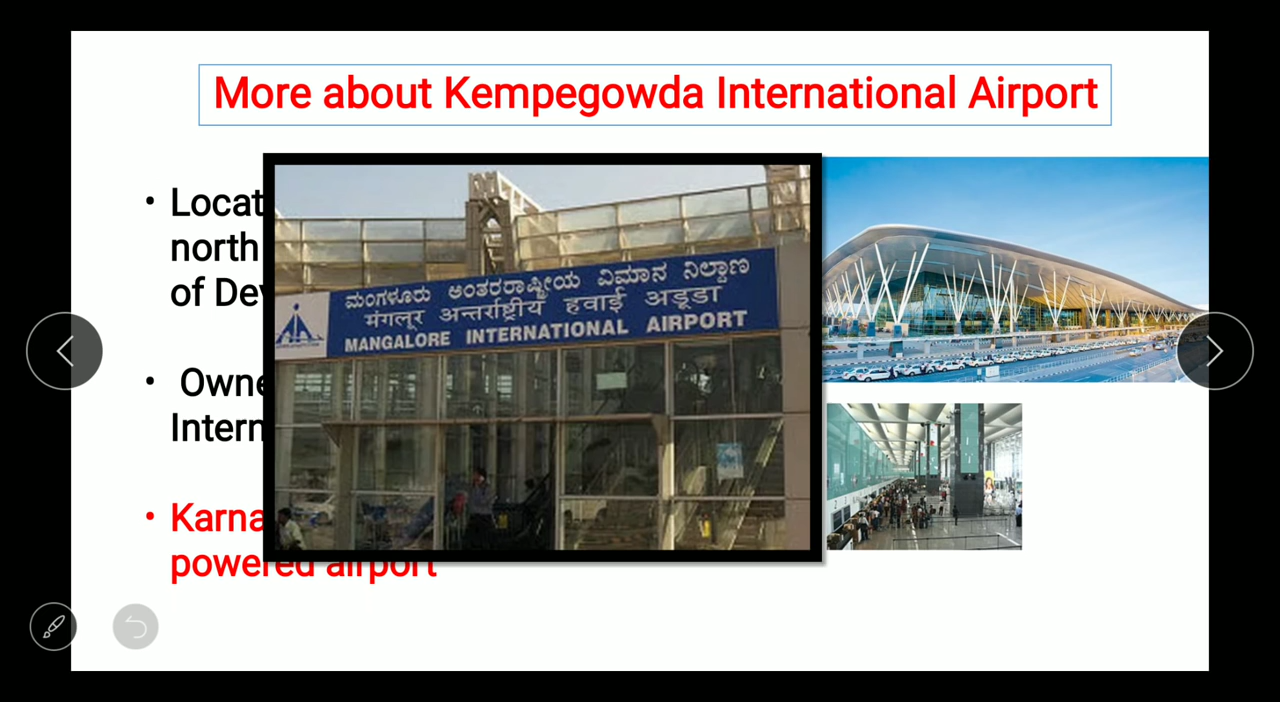 More about Kempegowda International Airport
• Locat
north
of Dev
• Owne
Intern
• Karna
powered airport
ಮಂಗಳೂರು ಅಂತರರಾಷ್ಟ್ರೀಯ ವಿಮಾನ ನಿಲ್ದಾಣ
मंगलूर अन्तर्राष्ट्रीय हवाई अड्डा
MANGALORE INTERNATIONAL AIRPORT